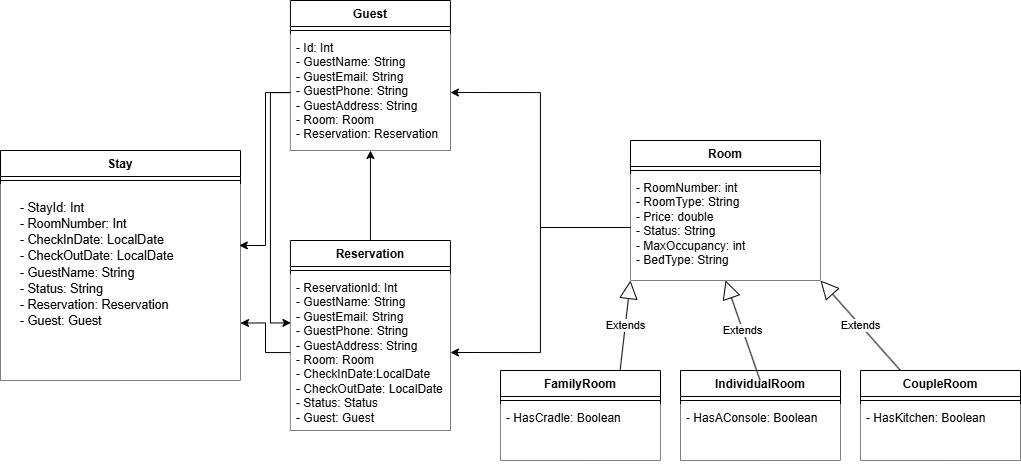 Guest
- Id: Int
- GuestName: String
- GuestEmail: String
- GuestPhone: String
- GuestAddress: String
- Room: Room
- Reservation: Reservation
Stay
- StayId: Int
- RoomNumber: Int
- CheckInDate: LocalDate
- CheckOutDate: LocalDate
- GuestName: String
- Status: String
- Reservation: Reservation
- Guest: Guest
Reservation
- ReservationId: Int
- GuestName: String
- GuestEmail: String
- GuestPhone: String
- GuestAddress: String
- Room: Room
- CheckInDate:LocalDate
- CheckOutDate: LocalDate
- Status: Status
- Guest: Guest
Room
- RoomNumber: int
- RoomType: String
- Price: double
- Status: String
- MaxOccupancy: int
- BedType: String
Extends
Extends
Extends
FamilyRoom
- HasCradle: Boolean
IndividualRoom
- HasAConsole: Boolean
CoupleRoom
- HasKitchen: Boolean